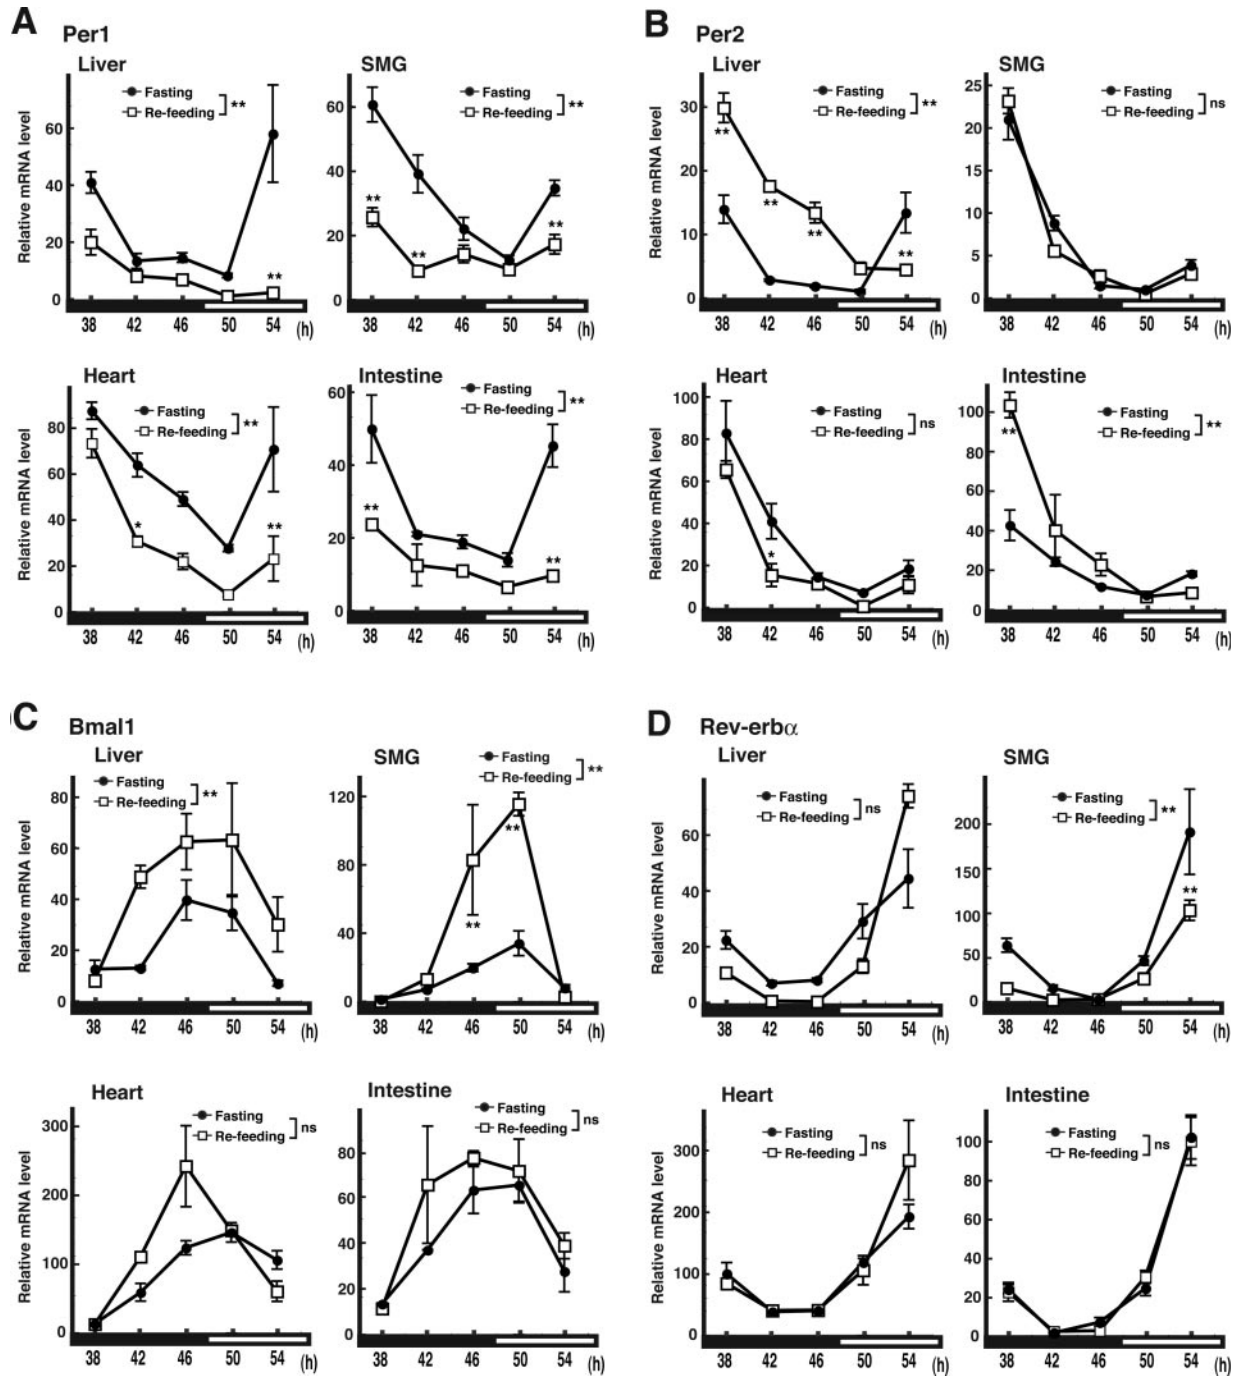 A
Per1
Liver
Fasting
Re-feeding
**
Relative mRNA level
60
40
20
0
**
38 42 46 50 54 (h)
SMG
Fasting
Re-feeding
**
60
40
20
0
**
**
**
38 42 46 50 54 (h)
Heart
Fasting
Re-feeding
**
Relative mRNA level
80
60
40
20
0
*
**
38 42 46 50 54 (h)
Intestine
Fasting
Re-feeding
**
60
40
20
0
**
**
38 42 46 50 54 (h)
B
Per2
Liver
Fasting
Re-feeding
**
Relative mRNA level
30
20
10
0
**
**
**
**
38 42 46 50 54 (h)
SMG
Fasting
Re-feeding
ns
25
20
15
10
5
0
38 42 46 50 54 (h)
Heart
Fasting
Re-feeding
ns
Relative mRNA level
100
80
60
40
20
0
*
38 42 46 50 54 (h)
Intestine
Fasting
Re-feeding
**
100
80
60
40
20
0
**
38 42 46 50 54 (h)
C
Bmal1
Liver
Fasting
Re-feeding
**
Relative mRNA level
80
60
40
20
0
38 42 46 50 54 (h)
SMG
Fasting
Re-feeding
**
120
80
40
0
**
**
38 42 46 50 54 (h)
Heart
Fasting
Re-feeding
ns
Relative mRNA level
300
200
100
0
38 42 46 50 54 (h)
Intestine
Fasting
Re-feeding
ns
80
60
40
20
0
38 42 46 50 54 (h)
D
Rev-erbα
Liver
Fasting
Re-feeding
ns
Relative mRNA level
60
40
20
0
38 42 46 50 54 (h)
SMG
Fasting
Re-feeding
**
200
150
100
50
0
**
38 42 46 50 54 (h)
Heart
Fasting
Re-feeding
ns
Relative mRNA level
300
200
100
0
38 42 46 50 54 (h)
Intestine
Fasting
Re-feeding
ns
100
80
60
40
20
0
38 42 46 50 54 (h)